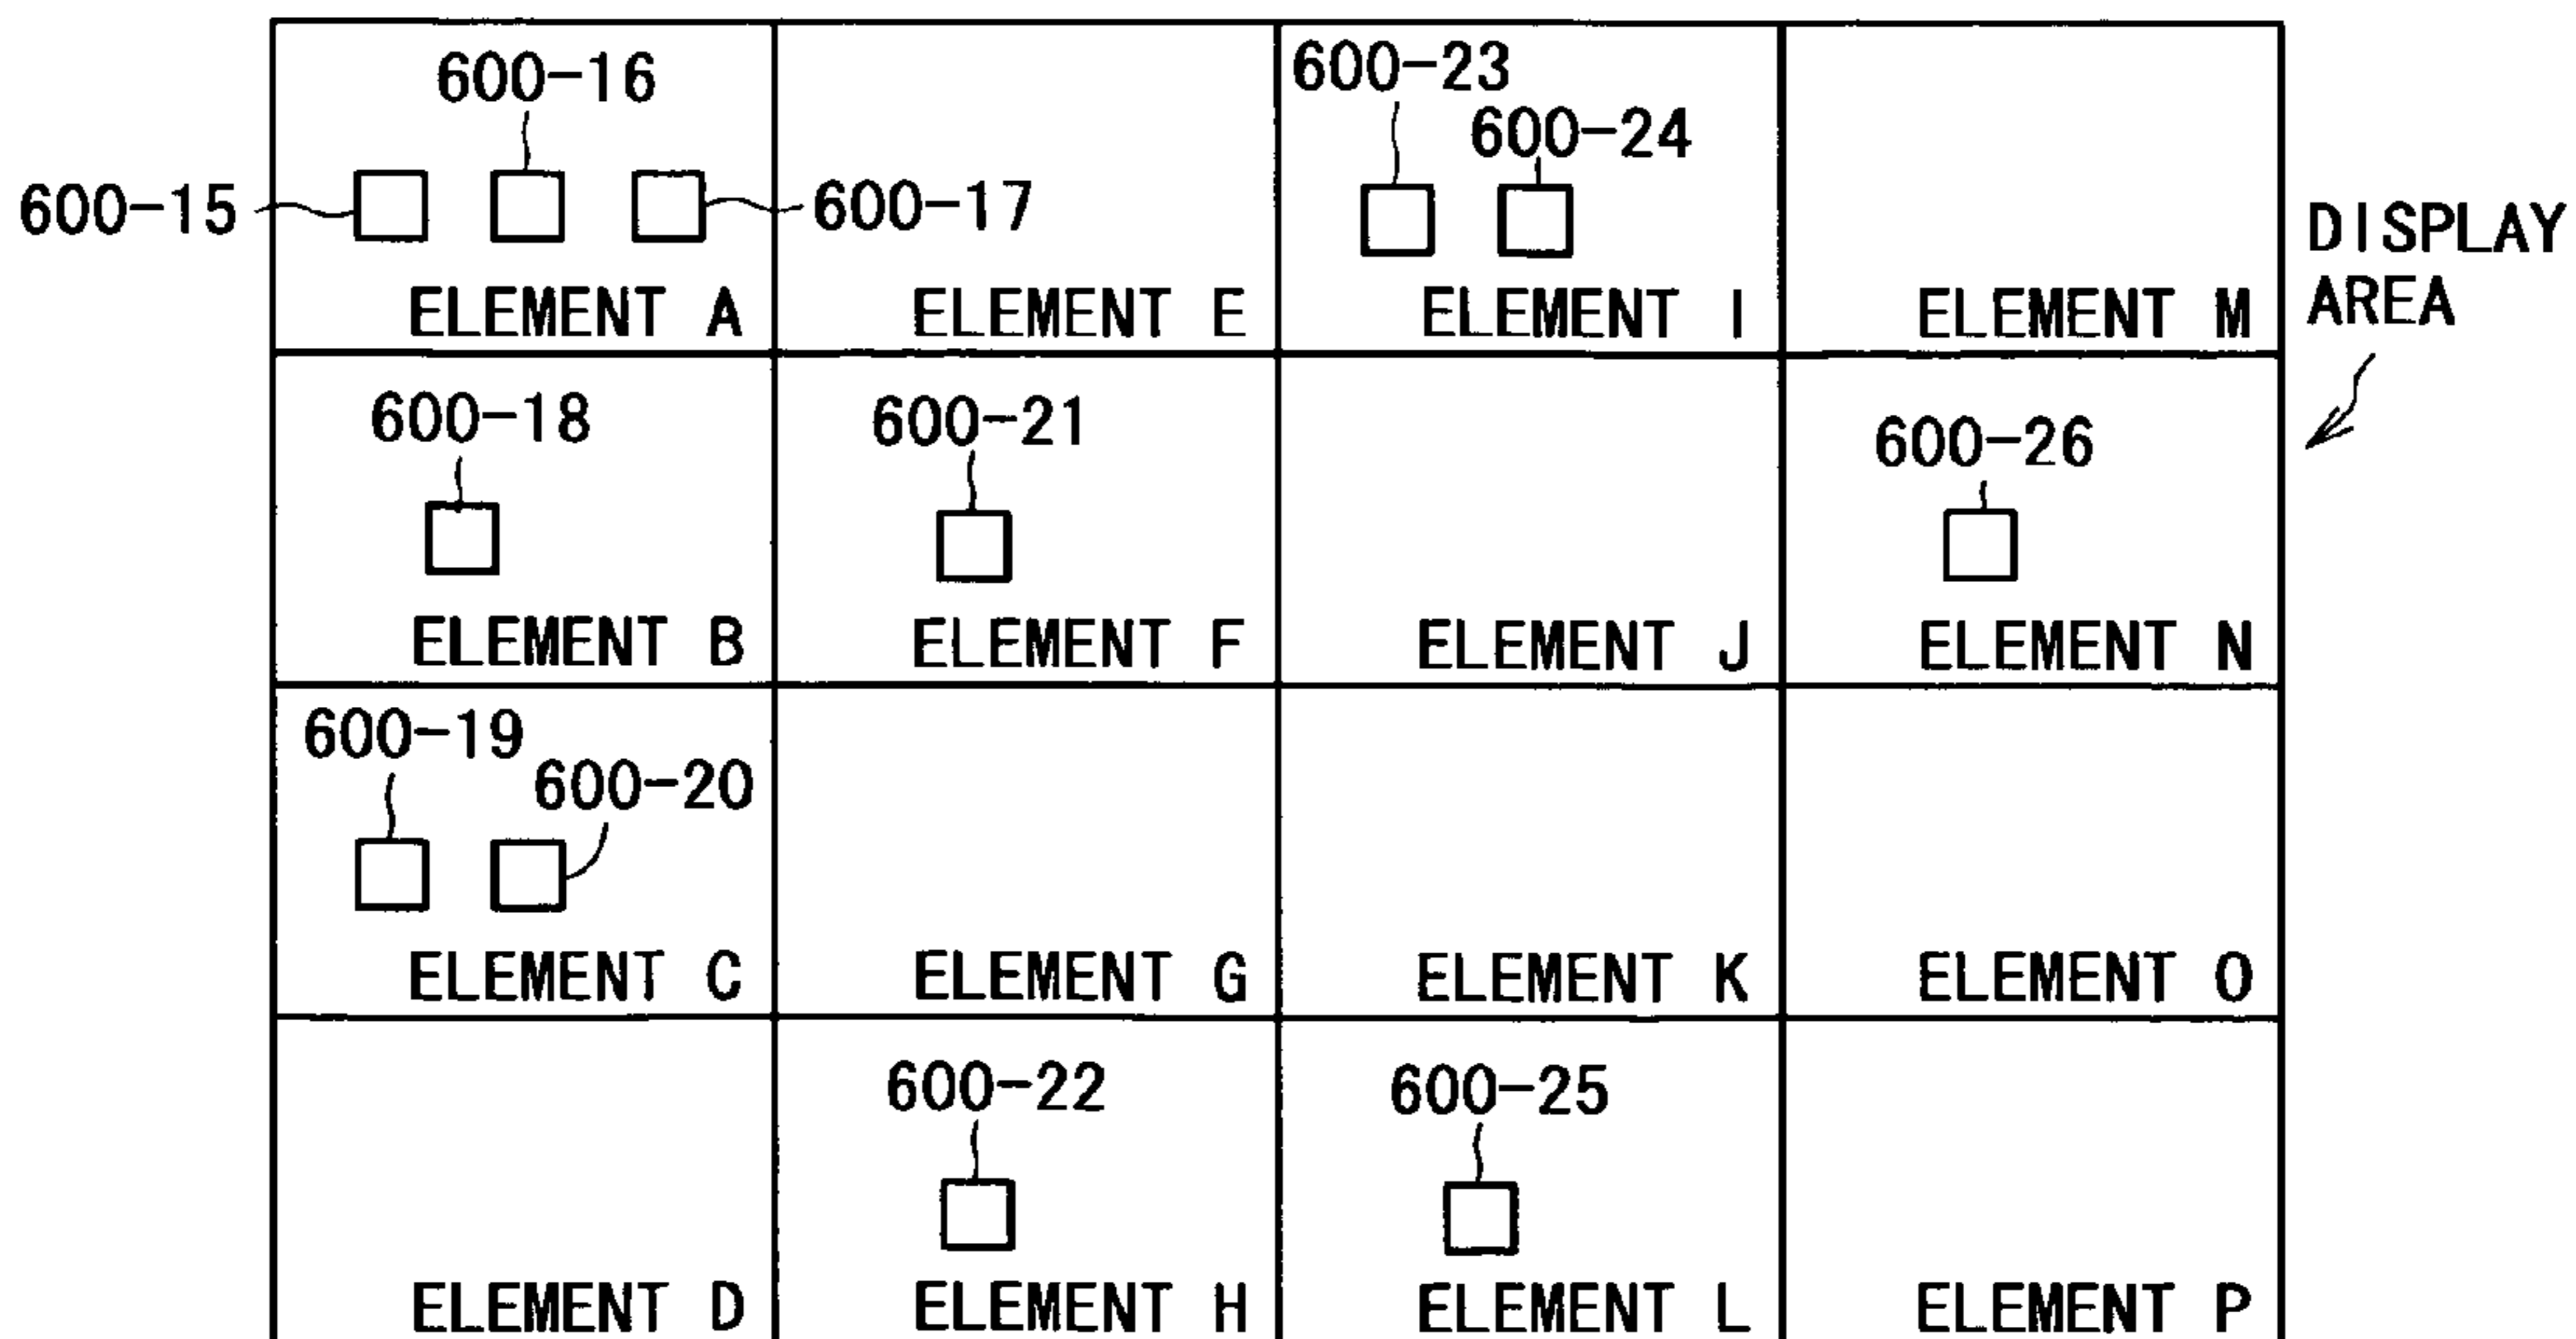 600-16
600-23
600-24
600-15
600-17
DISPLAY
AREA
ELEMENT A
ELEMENT E
ELEMENT I
ELEMENT M
600-18
600-21
600-26
ELEMENT B
ELEMENT F
ELEMENT J
ELEMENT N
600-19
600-20
ELEMENT C
ELEMENT G
ELEMENT K
ELEMENT O
600-22
600-25
ELEMENT D
ELEMENT H
ELEMENT L
ELEMENT P